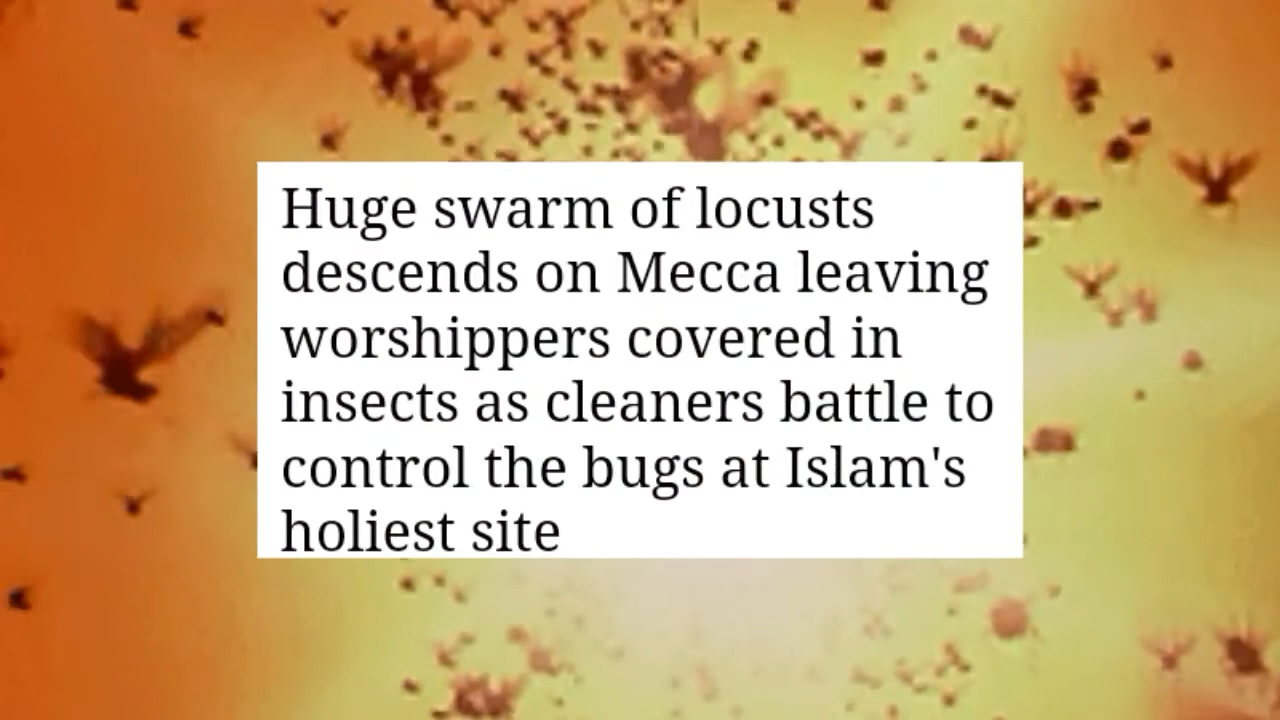 Huge swarm of locusts
descends on Mecca leaving
worshippers covered in
insects as cleaners battle to
control the bugs at Islam's
holiest site